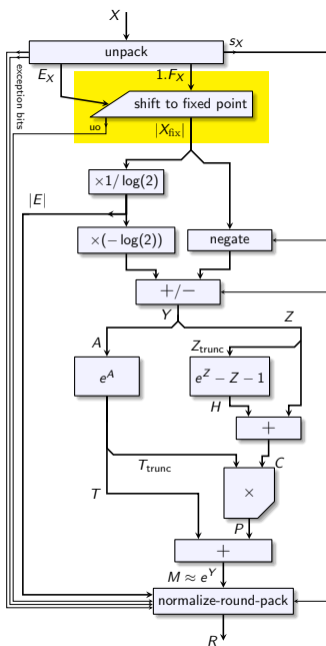 X
unpack
s_X
E_X
1.F_X
exception bits
shift to fixed point
uo
|X_fix|
×1/log(2)
|E|
×(−log(2))
negate
+/−
Y
Z
A
Z_trunc
e^A
e^Z − Z − 1
H
+
T_trunc
C
×
T
P
+
M ≈ e^Y
normalize-round-pack
R